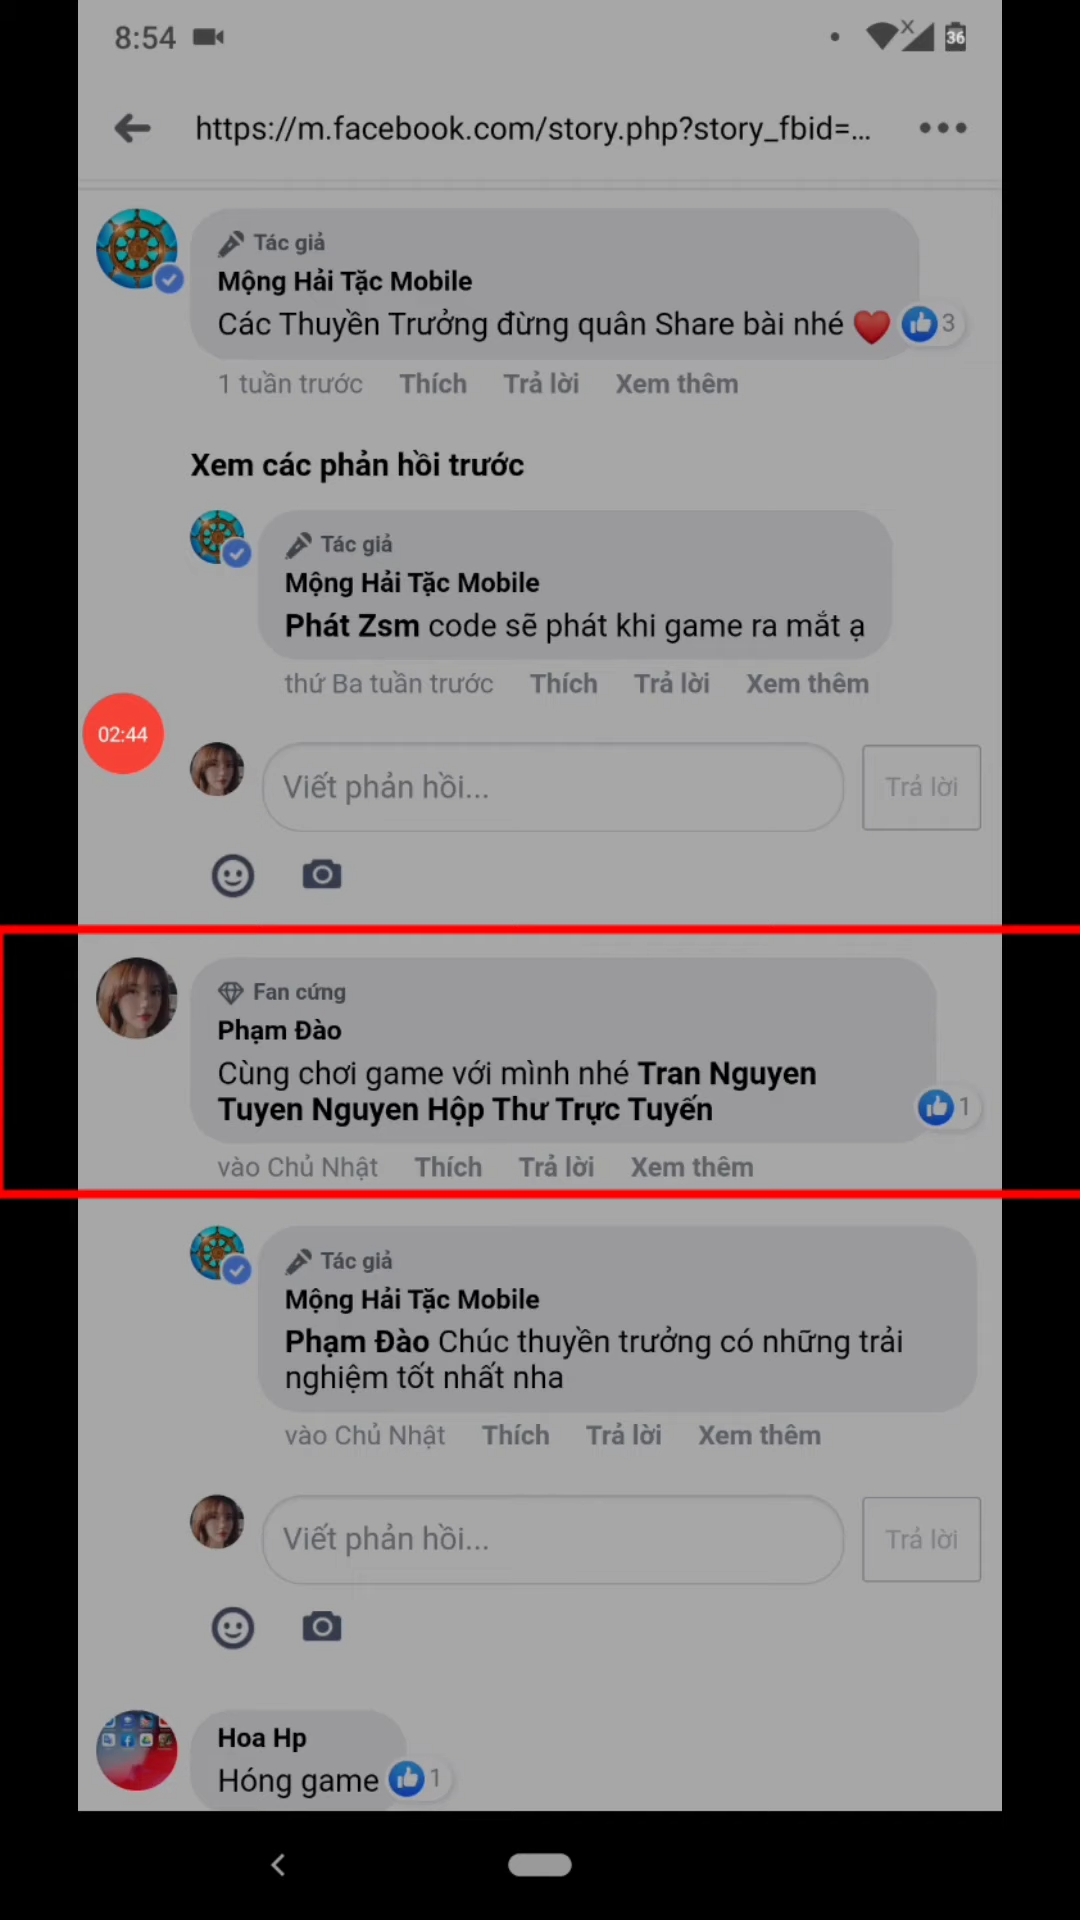 8:54
36
https://m.facebook.com/story.php?story_fbid=...
Tác giả
Mộng Hải Tặc Mobile
Các Thuyền Trưởng đừng quân Share bài nhé ❤️ 3
1 tuần trước Thích Trả lời Xem thêm
Xem các phản hồi trước
Tác giả
Mộng Hải Tặc Mobile
Phát Zsm code sẽ phát khi game ra mắt ạ
thứ Ba tuần trước Thích Trả lời Xem thêm
02:44
Viết phản hồi... Trả lời
Fan cứng
Phạm Đào
Cùng chơi game với mình nhé Tran Nguyen
Tuyen Nguyen Hộp Thư Trực Tuyến 1
vào Chủ Nhật Thích Trả lời Xem thêm
Tác giả
Mộng Hải Tặc Mobile
Phạm Đào Chúc thuyền trưởng có những trải
nghiệm tốt nhất nha
vào Chủ Nhật Thích Trả lời Xem thêm
Viết phản hồi... Trả lời
Hoa Hp
Hóng game 1